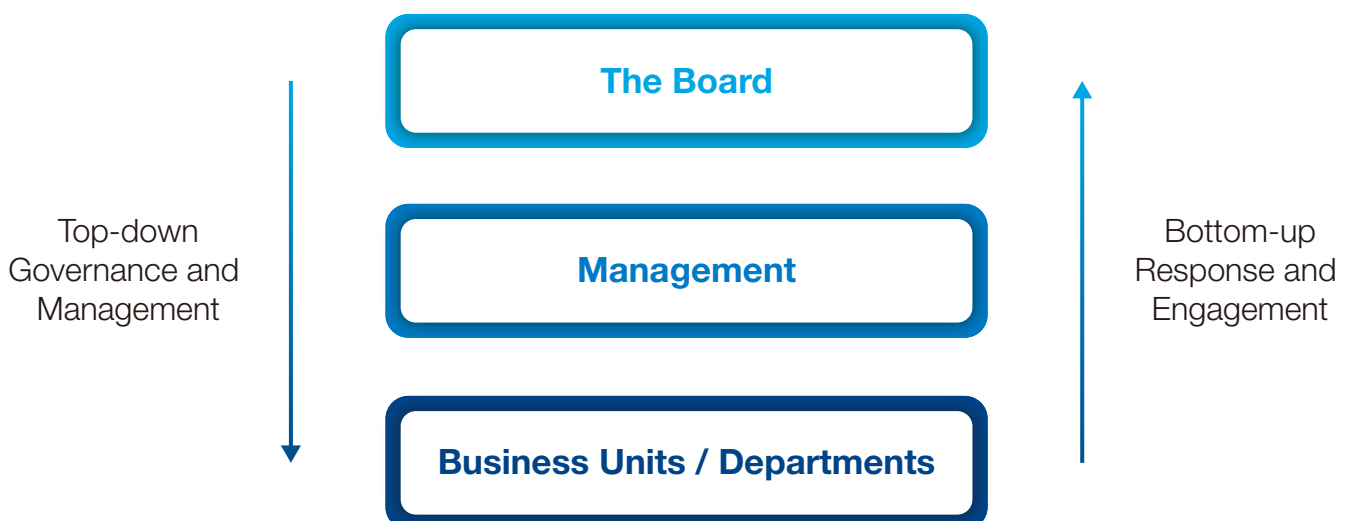 The Board
Top-down
Governance and
Management
Management
Bottom-up
Response and
Engagement
Business Units / Departments